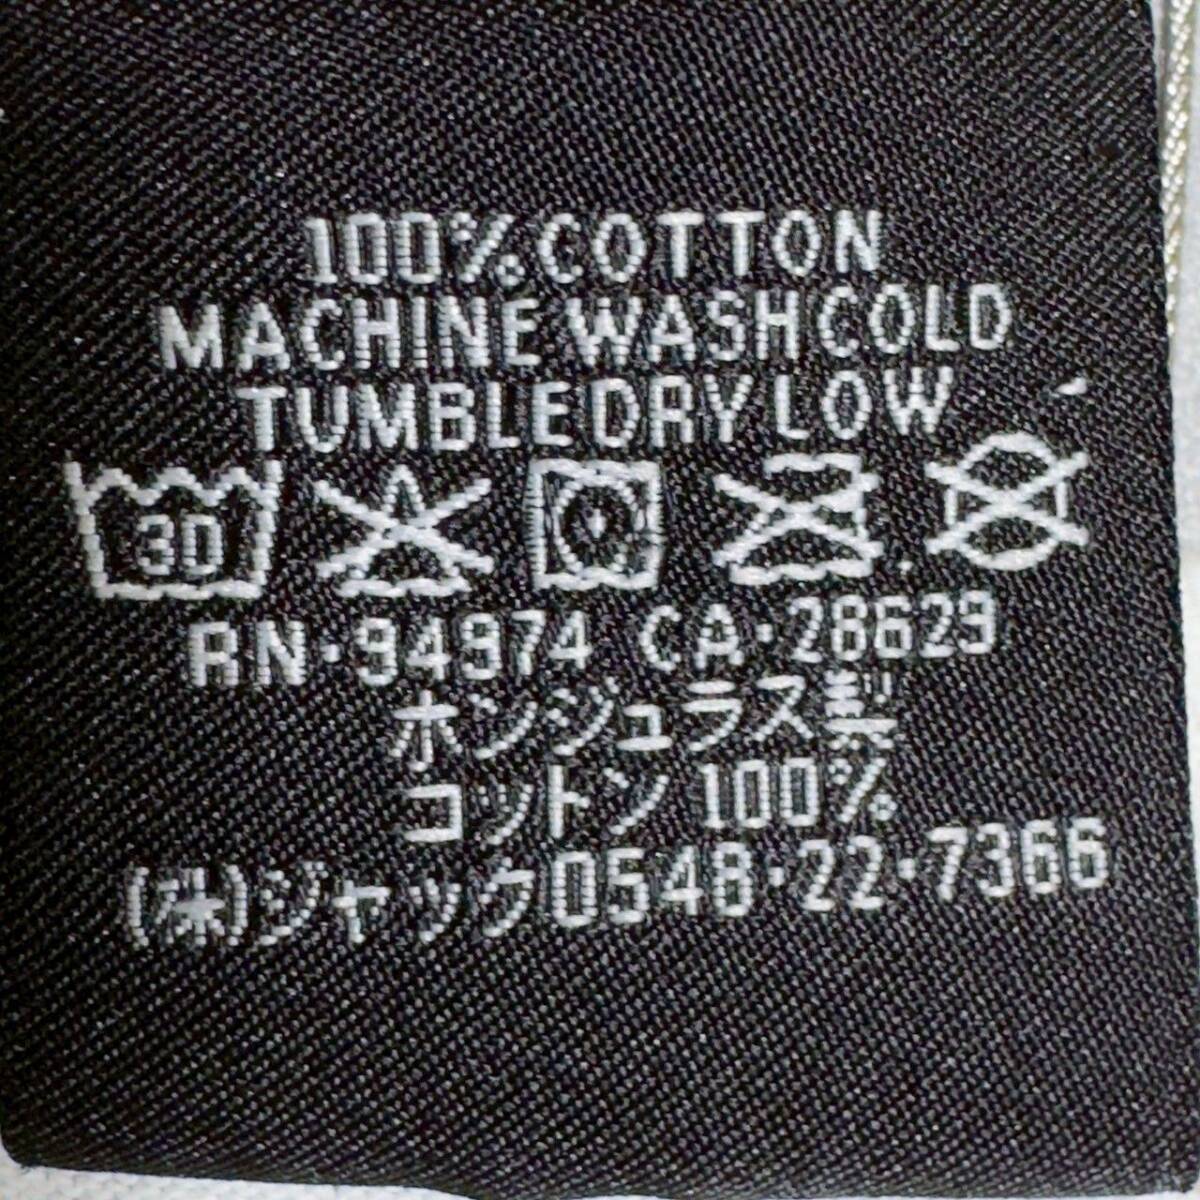 100% COTTON
MACHINE WASH COLD
TUMBLE DRY LOW
30
RN·94974 CA·28629
ホンジュラス製
コットン 100%
(株)ジャック0548·22·7366